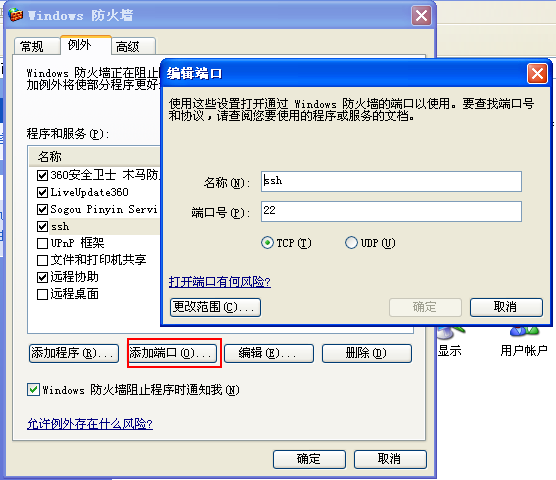 Windows 防火墙
常规
例外
高级
Windows 防火墙正在阻止
加例外将使部分程序更好
程序和服务(P):
名称
360安全卫士 木马防
LiveUpdate360
Sogou Pinyin Servi
ssh
UPnP 框架
文件和打印机共享
远程协助
远程桌面
添加程序(R)...
添加端口(O)...
编辑(E)...
删除(D)
Windows 防火墙阻止程序时通知我(N)
允许例外存在什么风险?
确定
取消
编辑端口
使用这些设置打开通过 Windows 防火墙的端口以使用。要查找端口号
和协议，请查阅您要使用的程序或服务的文档。
名称(N):
ssh
端口号(P):
22
TCP(T)
UDP(U)
打开端口有何风险?
更改范围(C)...
确定
取消
显示
用户帐户